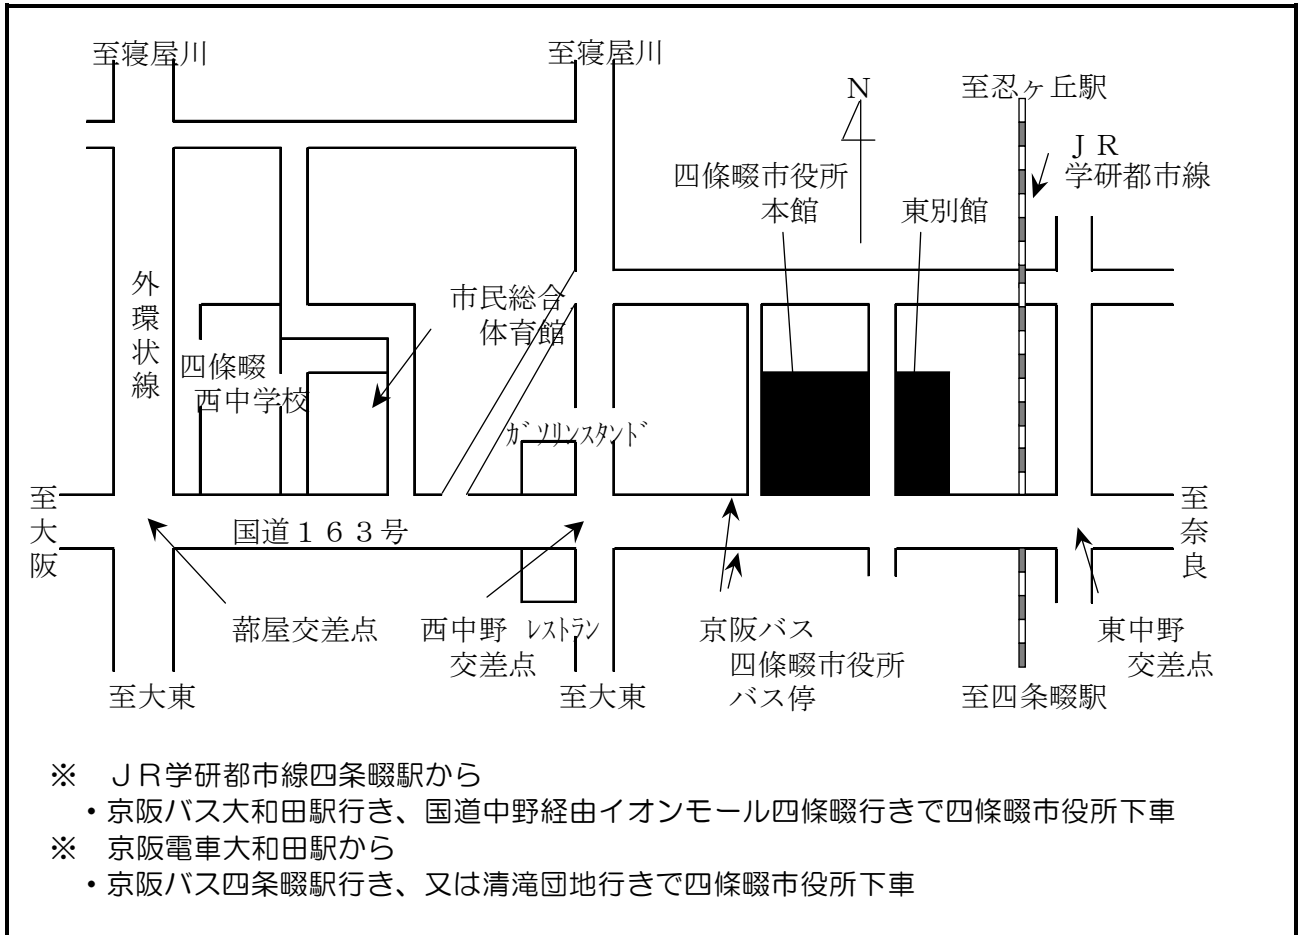 至寝屋川
至寝屋川
N
至忍ヶ丘駅
ＪＲ
学研都市線
四條畷市役所
本館
東別館
外環状線
市民総合
体育館
四條畷
西中学校
ｶﾞｿﾘﾝｽﾀﾝﾄﾞ
至大阪
国道１６３号
至奈良
蔀屋交差点
西中野
交差点
ﾚｽﾄﾗﾝ
京阪バス
四條畷市役所
バス停
東中野
交差点
至大東
至大東
至四条畷駅
※　ＪＲ学研都市線四条畷駅から
・京阪バス大和田駅行き、国道中野経由イオンモール四條畷行きで四條畷市役所下車
※　京阪電車大和田駅から
・京阪バス四条畷駅行き、又は清滝団地行きで四條畷市役所下車